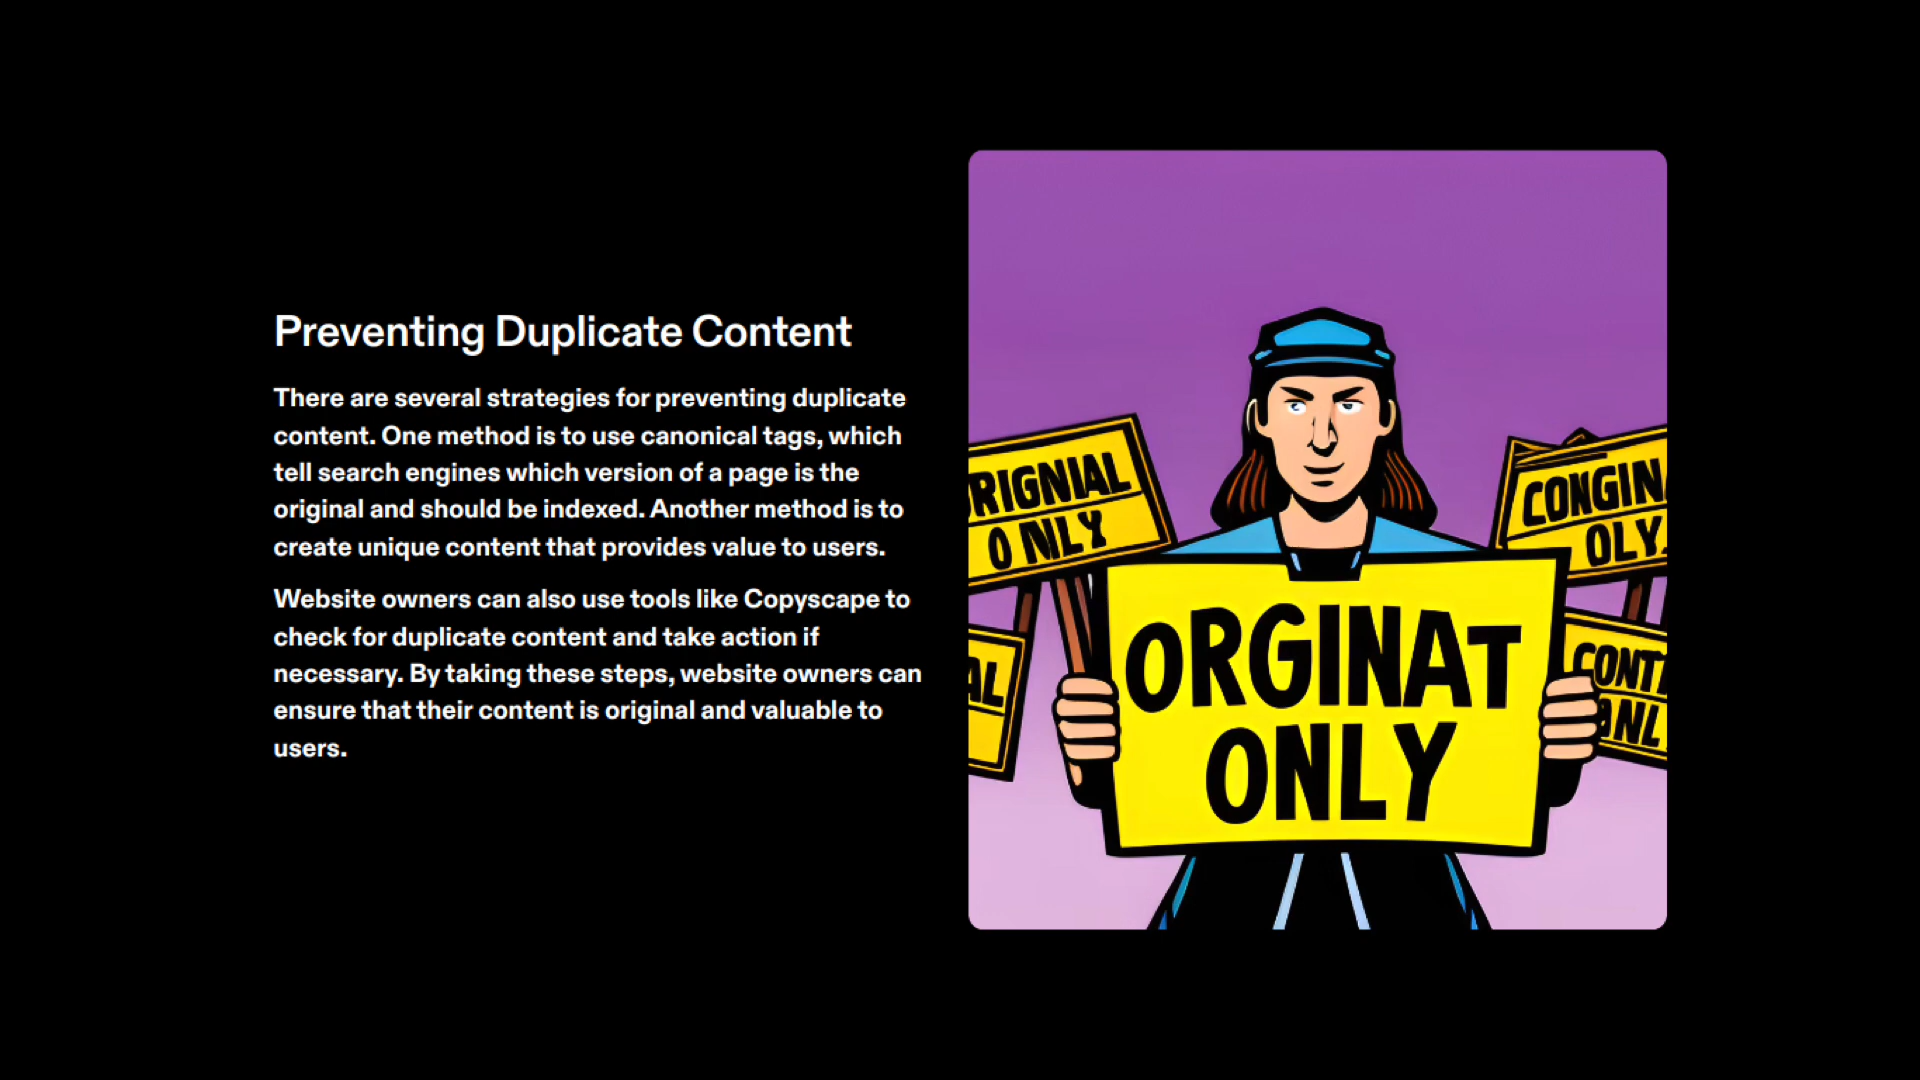 Preventing Duplicate Content
There are several strategies for preventing duplicate
content. One method is to use canonical tags, which
tell search engines which version of a page is the
original and should be indexed. Another method is to
create unique content that provides value to users.
Website owners can also use tools like Copyscape to
check for duplicate content and take action if
necessary. By taking these steps, website owners can
ensure that their content is original and valuable to
users.
RIGNIAL
O NLY
AL
ORGINAT
ONLY
CONGIN
OLY.
CONT
ONL